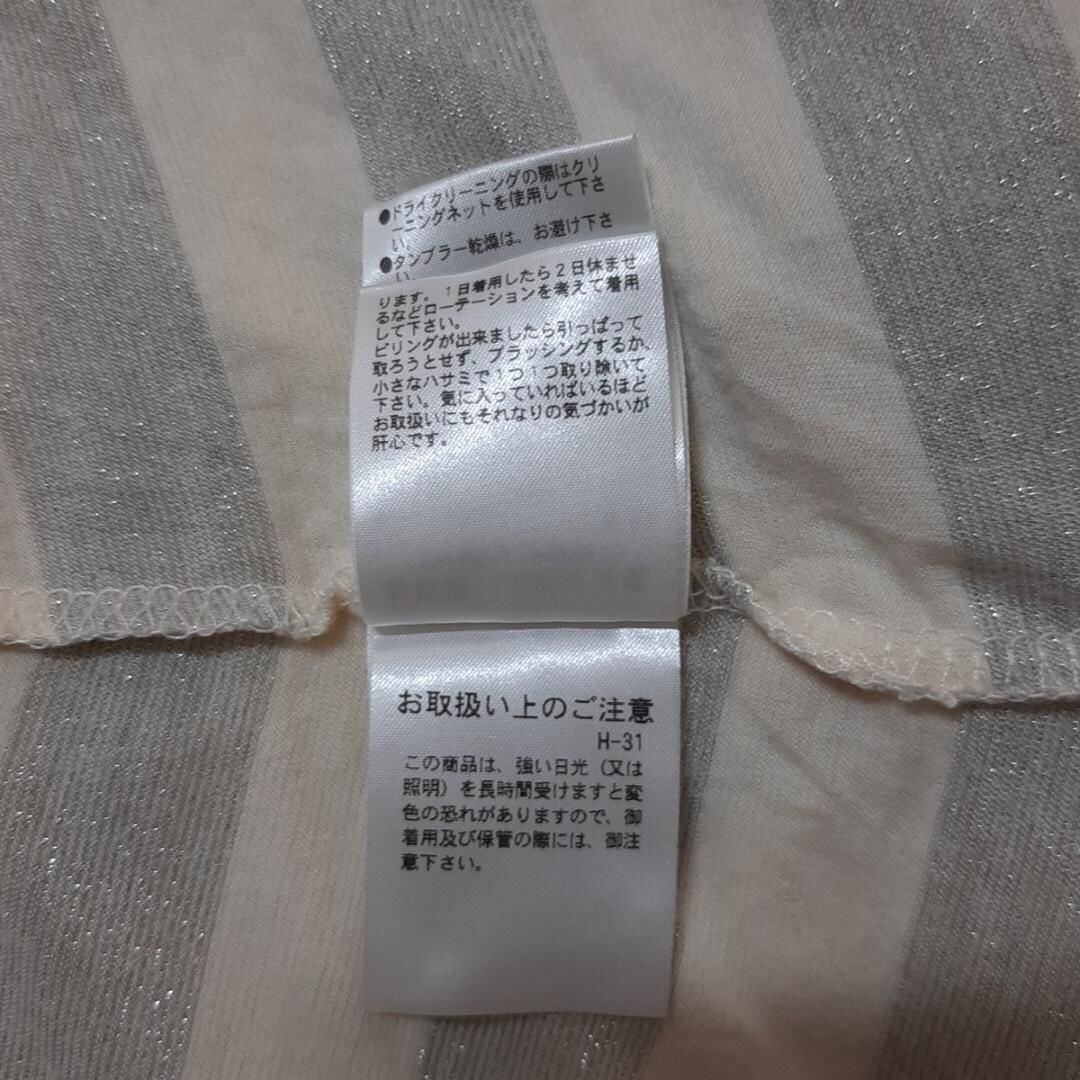 ●ドライクリーニングの際はクリ
ーニングネットを使用して下さ
い。
●タンブラー乾燥は、お避け下さ
い。
ります。1日着用したら2日休ませ
るなどローテーションを考えて着用
して下さい。
ピリングが出来ましたら引っぱって
取ろうとせず、ブラッシングするか、
小さなハサミで1つ1つ取り除いて
下さい。気に入っていればいるほど
お取扱いにもそれなりの気づかいが
肝心です。
お取扱い上のご注意
H-31
この商品は、強い日光(又は
照明)を長時間受けますと変
色の恐れがありますので、御
着用及び保管の際には、御注
意下さい。